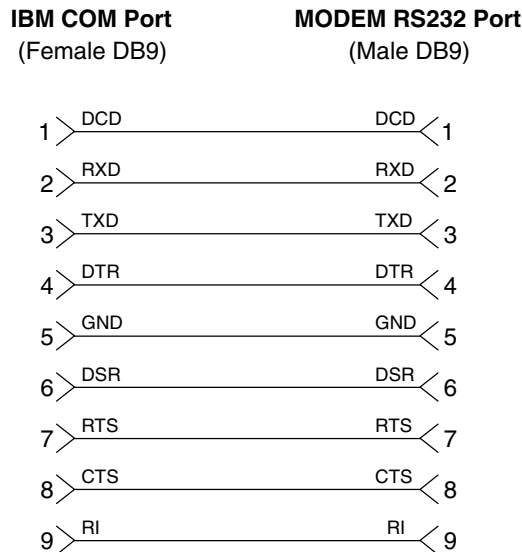 IBM COM Port MODEM RS232 Port
(Female DB9) (Male DB9)
1 DCD DCD 1
2 RXD RXD 2
3 TXD TXD 3
4 DTR DTR 4
5 GND GND 5
6 DSR DSR 6
7 RTS RTS 7
8 CTS CTS 8
9 RI RI 9